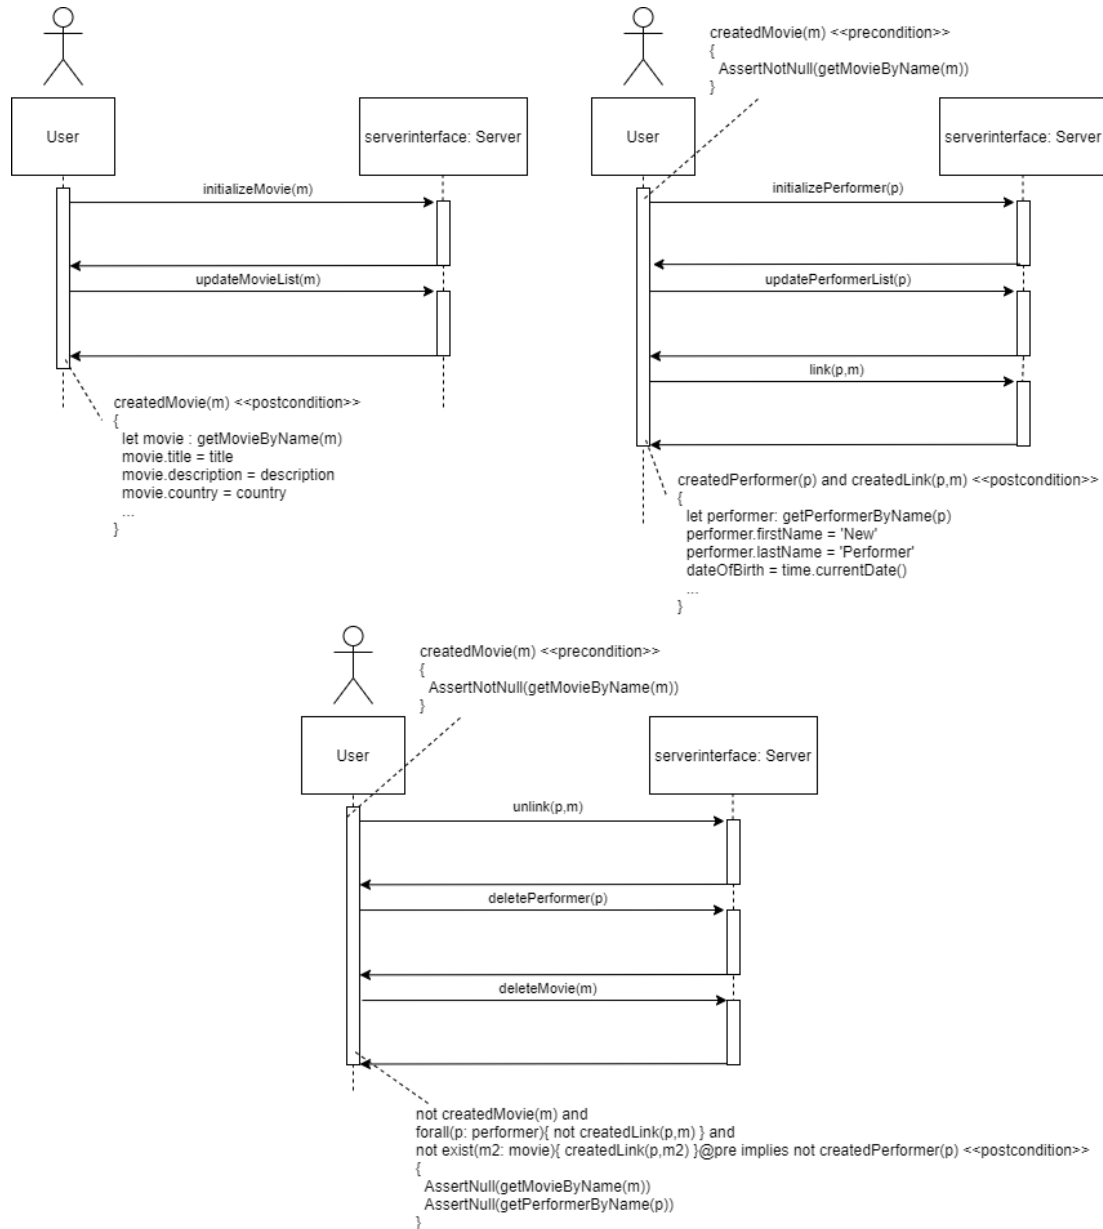 User
serverinterface: Server
initializeMovie(m)
updateMovieList(m)
createdMovie(m) <<postcondition>>
{
let movie : getMovieByName(m)
movie.title = title
movie.description = description
movie.country = country
...
}
createdMovie(m) <<precondition>>
{
AssertNotNull(getMovieByName(m))
}
User
serverinterface: Server
initializePerformer(p)
updatePerformerList(p)
link(p,m)
createdPerformer(p) and createdLink(p,m) <<postcondition>>
{
let performer: getPerformerByName(p)
performer.firstName = 'New'
performer.lastName = 'Performer'
dateOfBirth = time.currentDate()
...
}
createdMovie(m) <<precondition>>
{
AssertNotNull(getMovieByName(m))
}
User
serverinterface: Server
unlink(p,m)
deletePerformer(p)
deleteMovie(m)
not createdMovie(m) and
forall(p: performer){ not createdLink(p,m) } and
not exist(m2: movie){ createdLink(p,m2) }@pre implies not createdPerformer(p) <<postcondition>>
{
AssertNull(getMovieByName(m))
AssertNull(getPerformerByName(p))
}